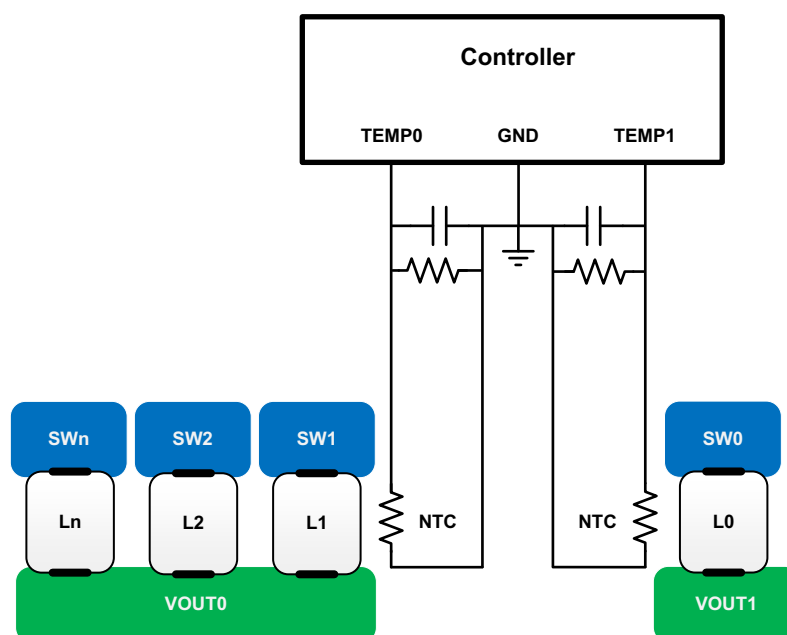 Controller
TEMP0 GND TEMP1
SWn SW2 SW1 SW0
Ln L2 L1 NTC NTC L0
VOUT0 VOUT1